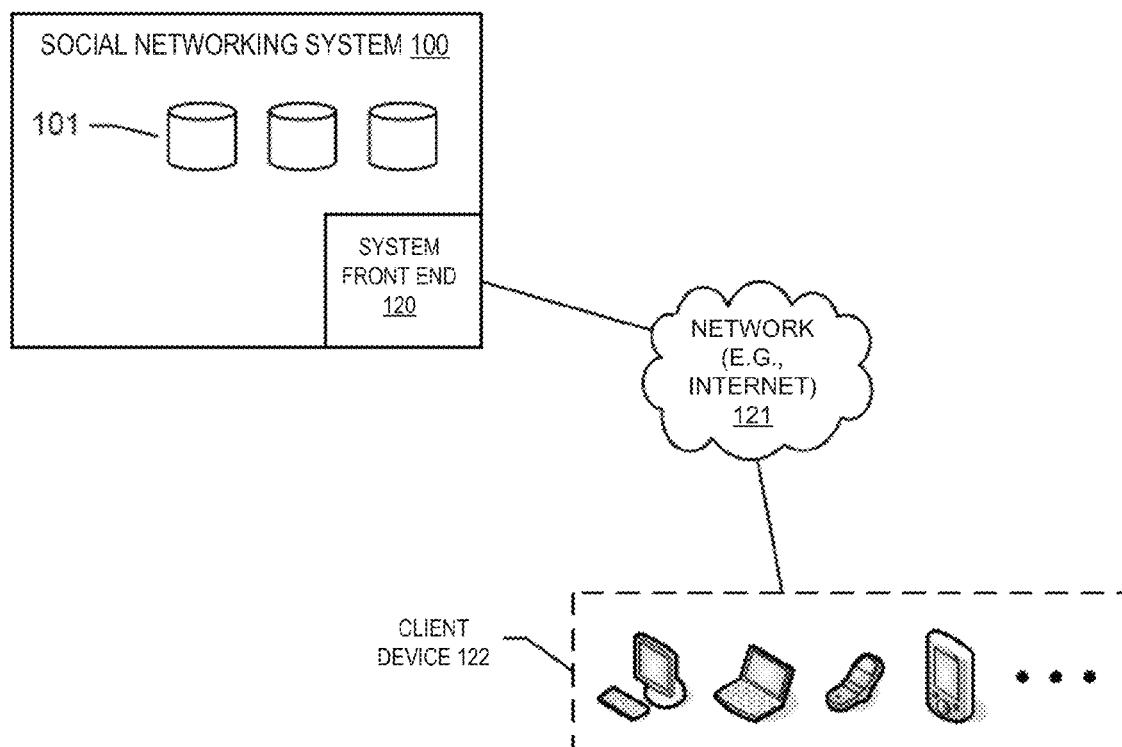 SOCIAL NETWORKING SYSTEM 100
101
SYSTEM
FRONT END
120
NETWORK
(E.G.,
INTERNET)
121
CLIENT
DEVICE 122